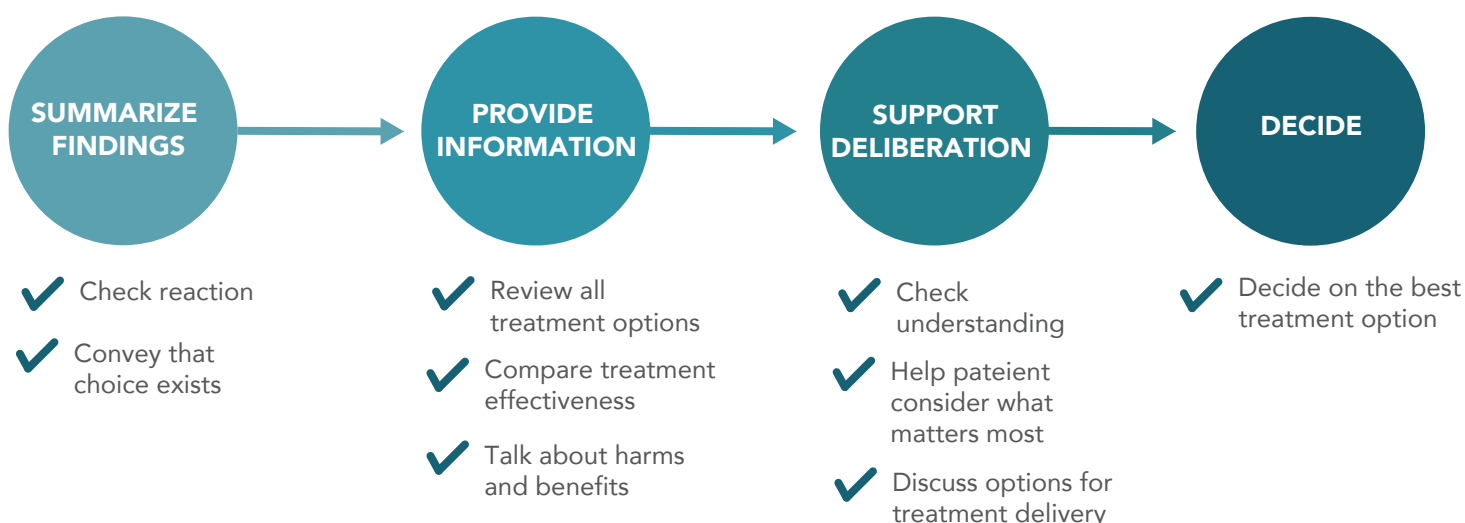 SUMMARIZE
FINDINGS
Check reaction
Convey that
choice exists
PROVIDE
INFORMATION
Review all
treatment options
Compare treatment
effectiveness
Talk about harms
and benefits
SUPPORT
DELIBERATION
Check
understanding
Help pateient
consider what
matters most
Discuss options for
treatment delivery
DECIDE
Decide on the best
treatment option